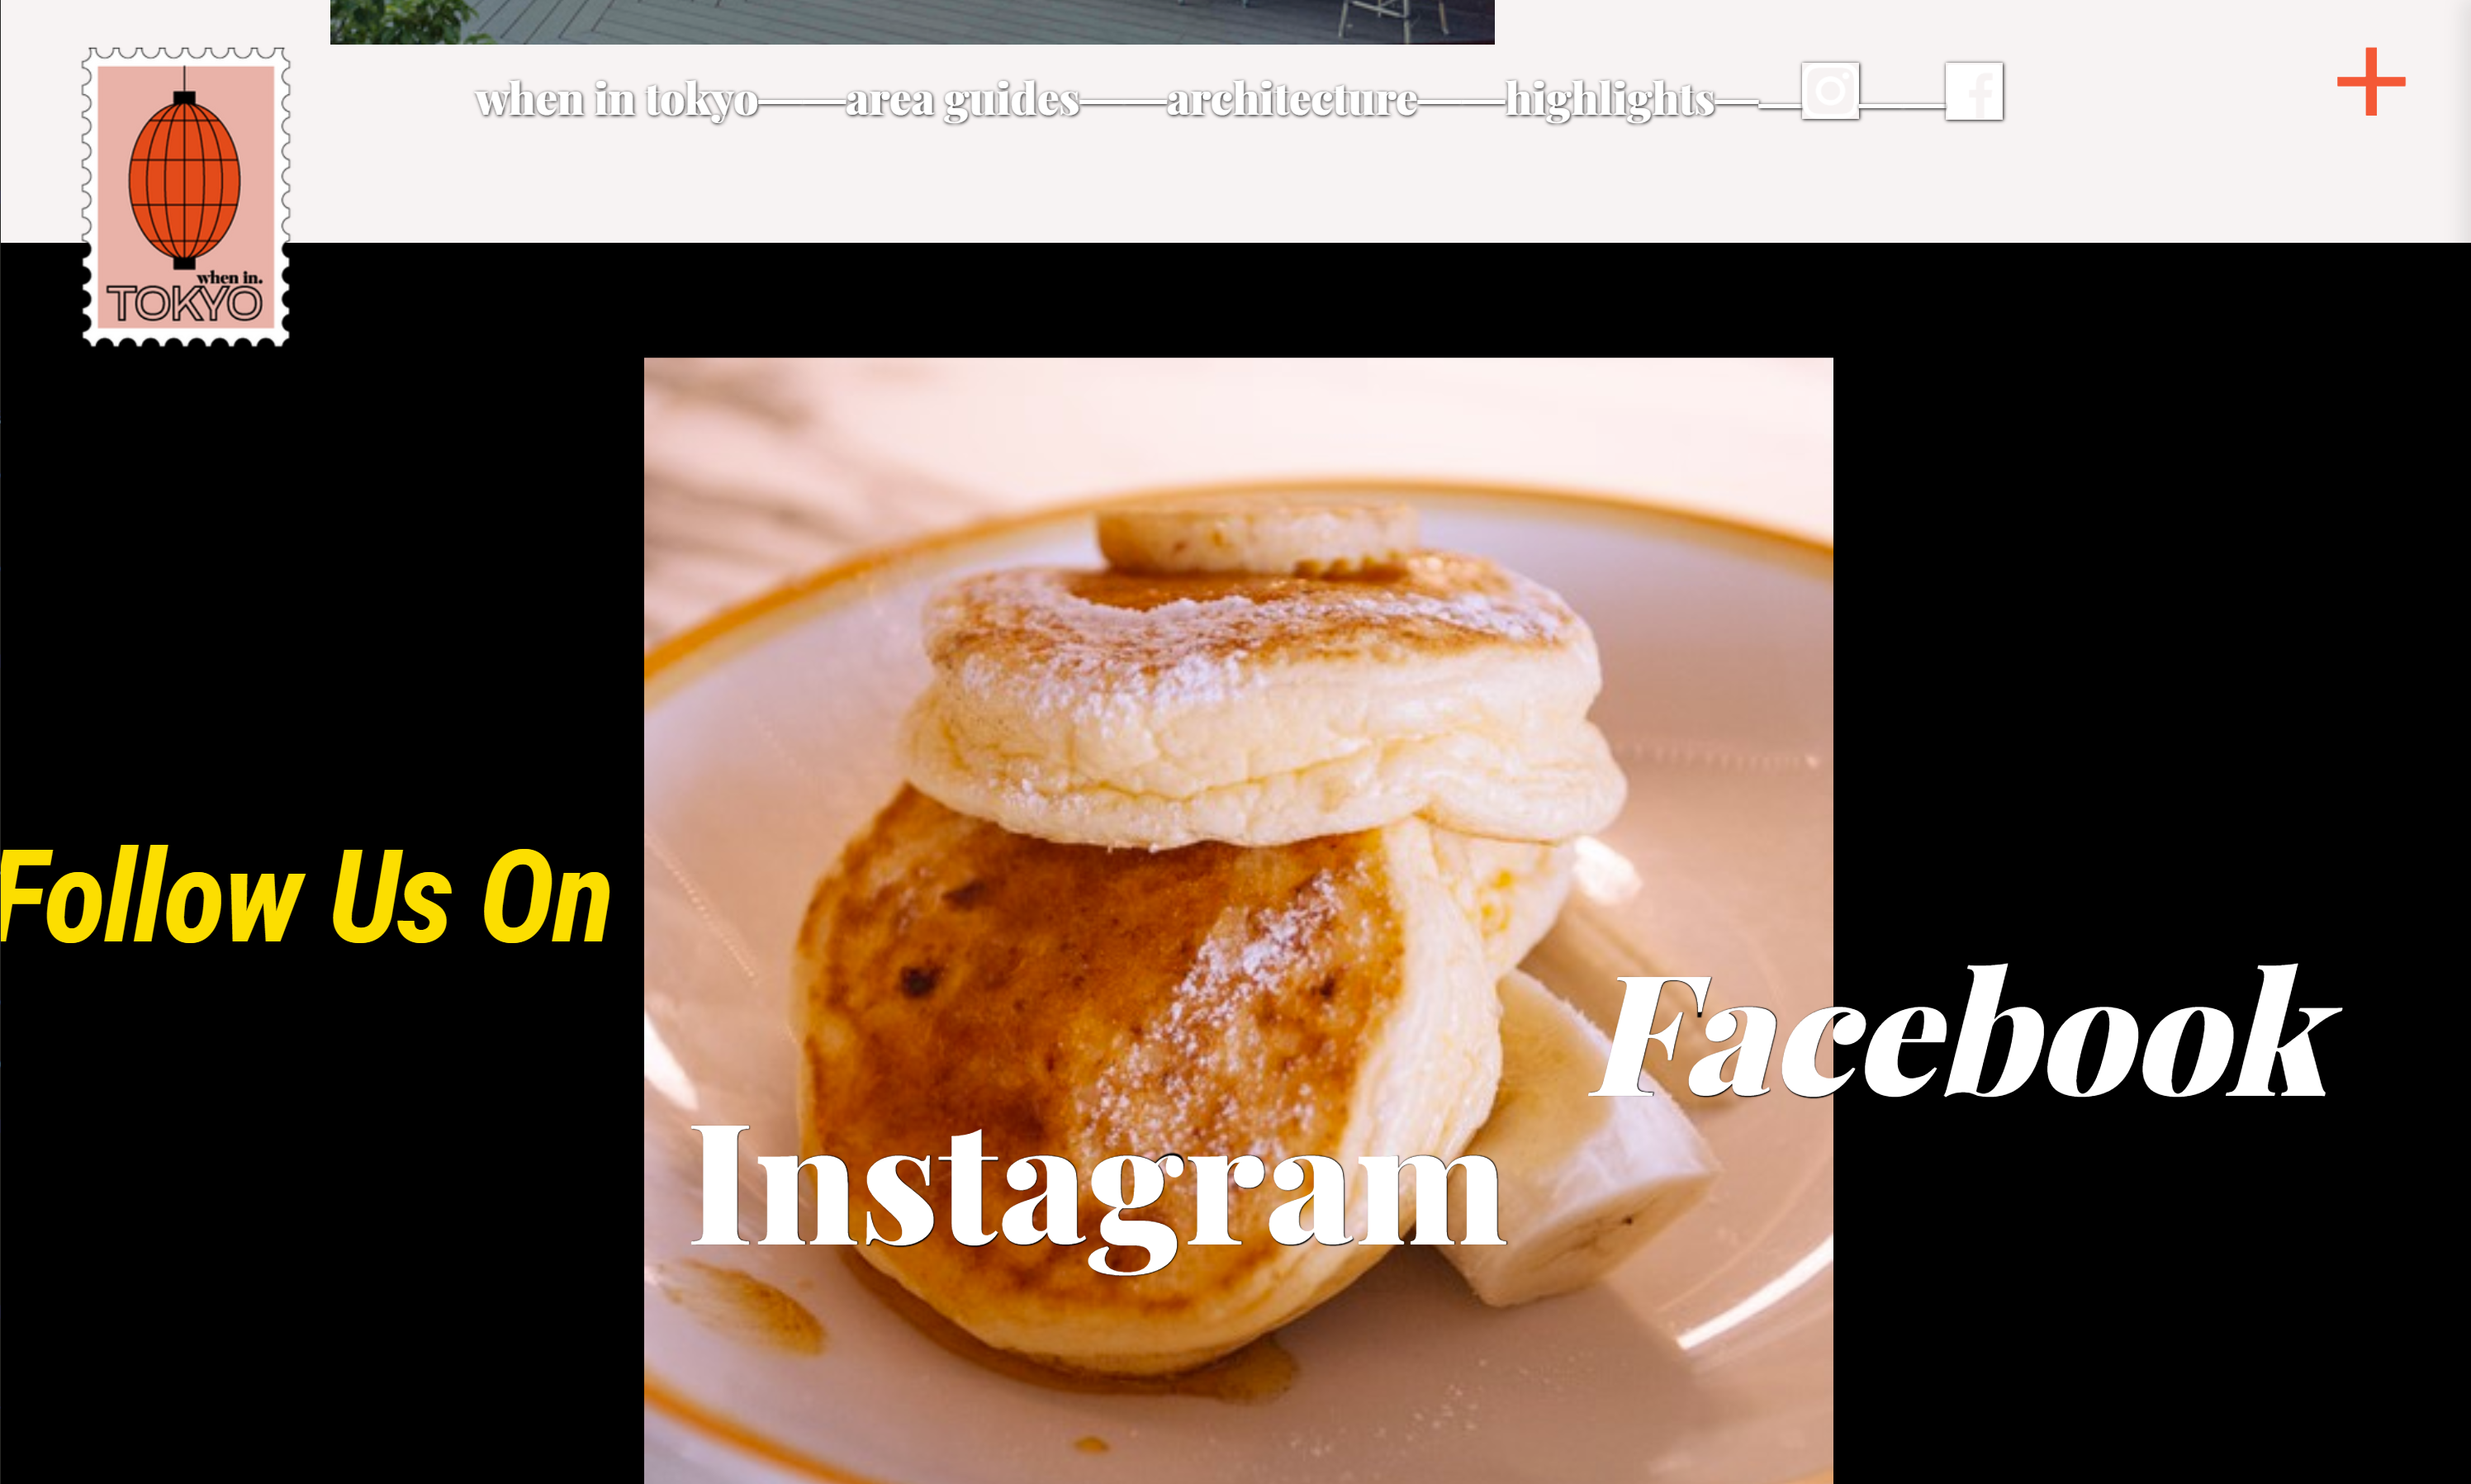 when in tokyo
area guides
architecture
highlights
when in.
TOKYO
Follow Us On
Facebook
Instagram